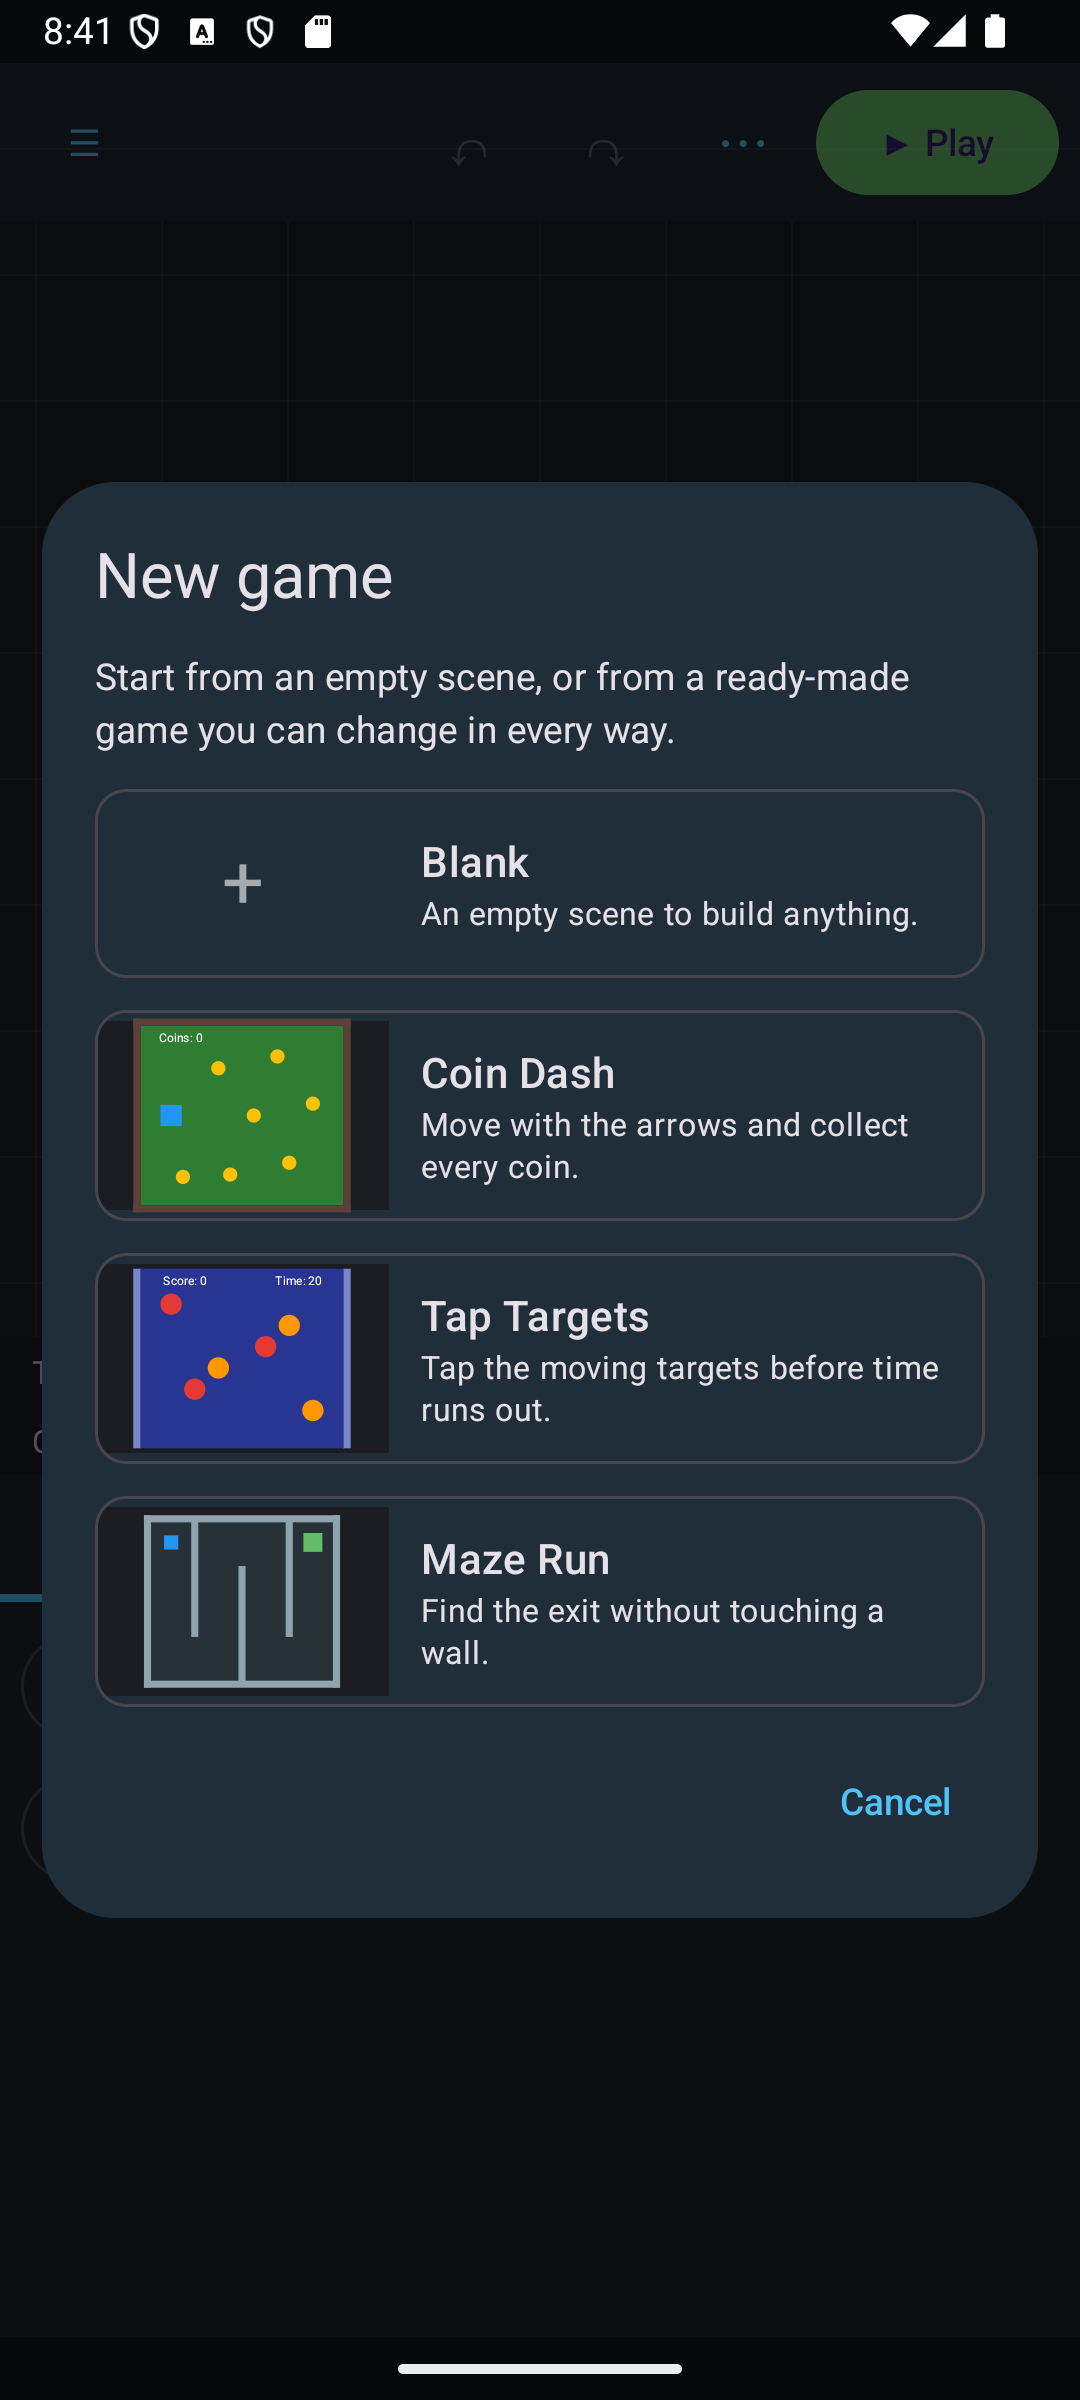 8:41
Play
New game
Start from an empty scene, or from a ready-made
game you can change in every way.
Blank
An empty scene to build anything.
Coins: 0
Coin Dash
Move with the arrows and collect
every coin.
Score: 0
Time: 20
Tap Targets
Tap the moving targets before time
runs out.
Maze Run
Find the exit without touching a
wall.
Cancel